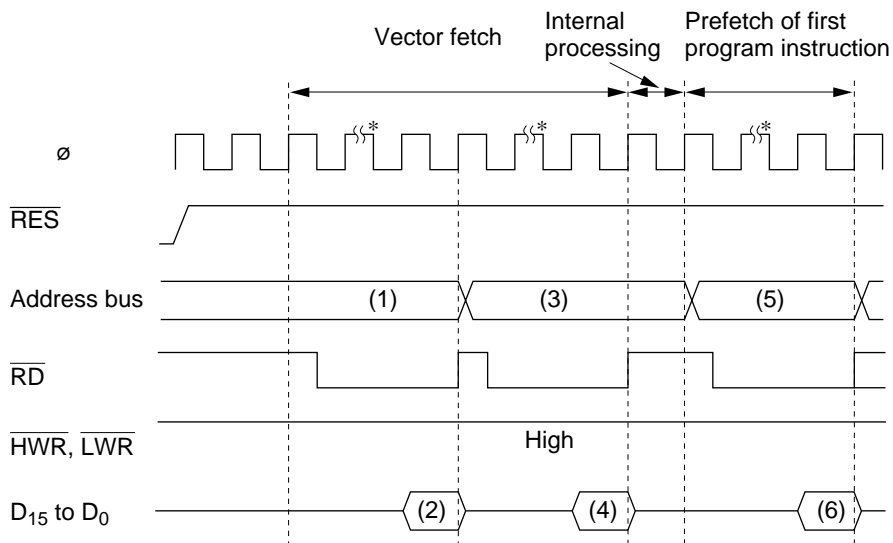 Vector fetch
Internal
processing
Prefetch of first
program instruction
*
*
*
ø
RES
Address bus
(1)
(3)
(5)
RD
HWR, LWR
High
D15 to D0
(2)
(4)
(6)